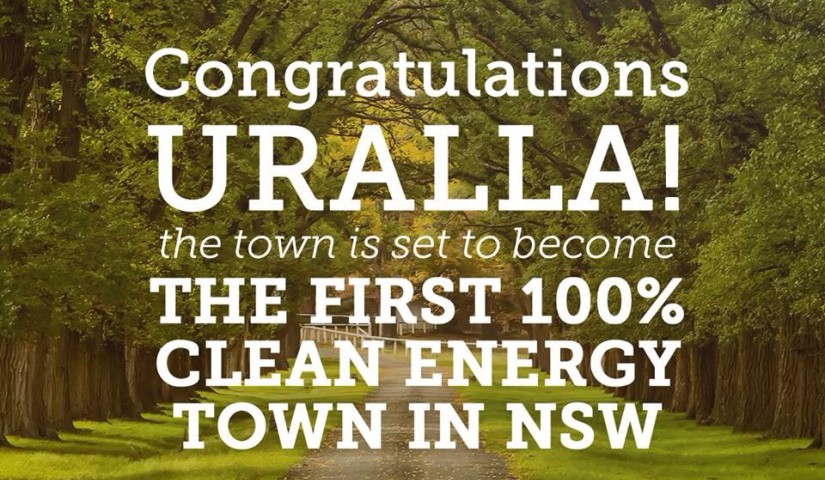 Congratulations
URALLA!
the town is set to become
THE FIRST 100%
CLEAN ENERGY
TOWN IN NSW